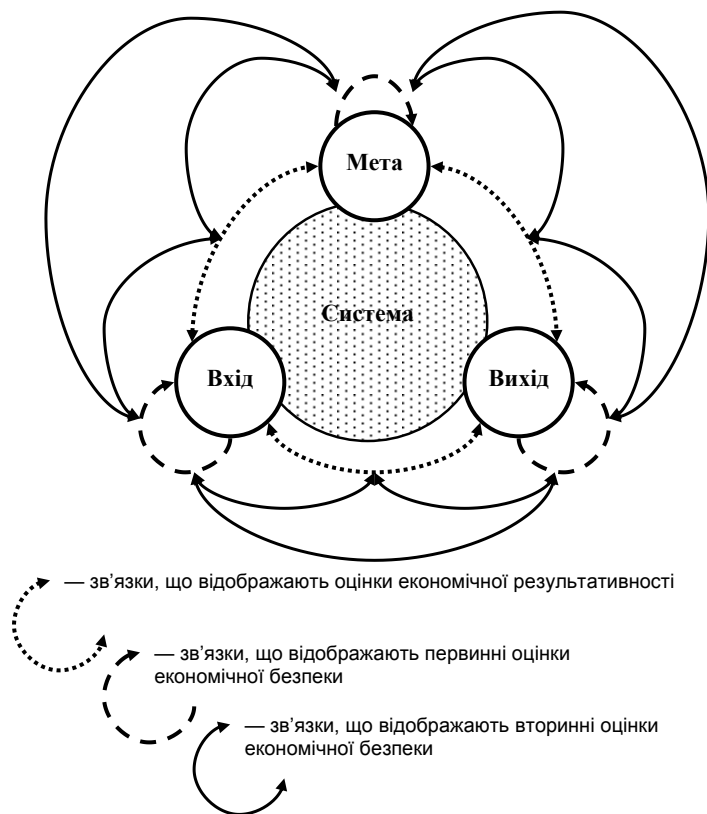 Мета
Система
Вхід
Вихід
— зв’язки, що відображають оцінки економічної результативності
— зв’язки, що відображають первинні оцінки
економічної безпеки
— зв’язки, що відображають вторинні оцінки
економічної безпеки